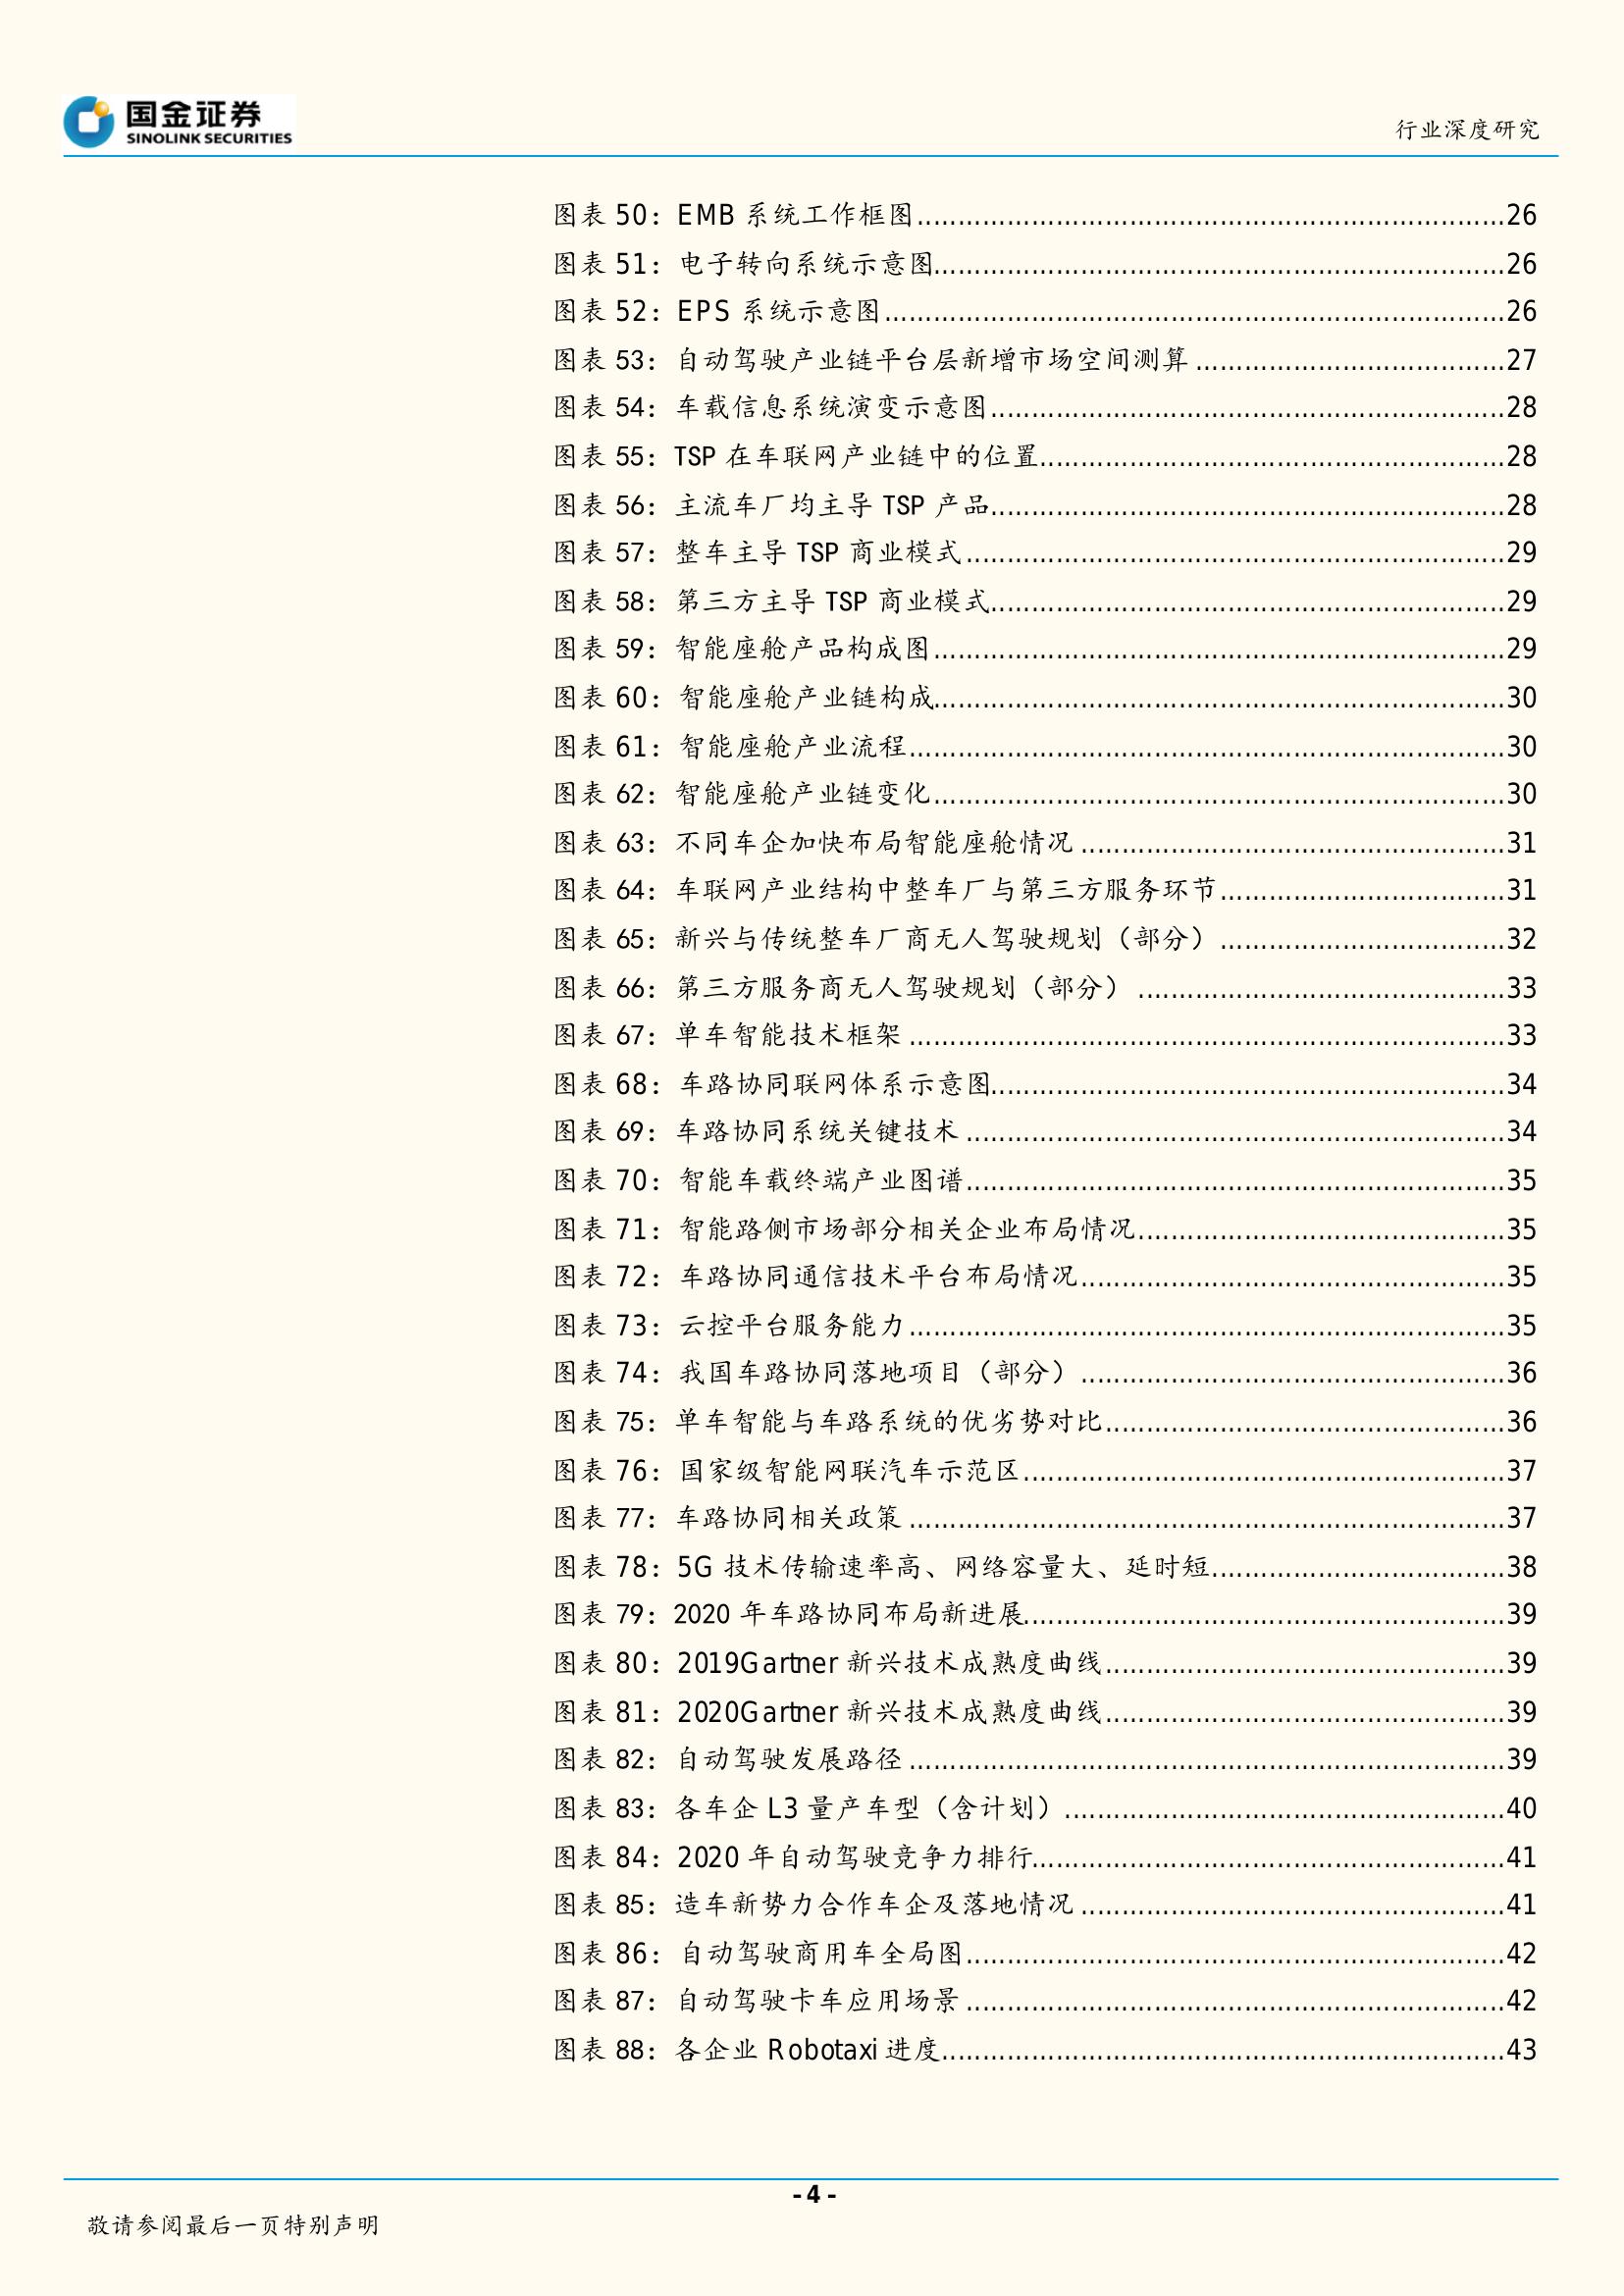 国金证券
SINOLINK SECURITIES
行业深度研究
图表 50：EMB 系统工作框图........................................................................26
图表 51：电子转向系统示意图......................................................................26
图表 52：EPS 系统示意图............................................................................26
图表 53：自动驾驶产业链平台层新增市场空间测算......................................27
图表 54：车载信息系统演变示意图...............................................................28
图表 55：TSP 在车联网产业链中的位置.........................................................28
图表 56：主流车厂均主导 TSP 产品...............................................................28
图表 57：整车主导 TSP 商业模式..................................................................29
图表 58：第三方主导 TSP 商业模式...............................................................29
图表 59：智能座舱产品构成图......................................................................29
图表 60：智能座舱产业链构成......................................................................30
图表 61：智能座舱产业流程.........................................................................30
图表 62：智能座舱产业链变化......................................................................30
图表 63：不同车企加快布局智能座舱情况....................................................31
图表 64：车联网产业结构中整车厂与第三方服务环节...................................31
图表 65：新兴与传统整车厂商无人驾驶规划（部分）...................................32
图表 66：第三方服务商无人驾驶规划（部分）.............................................33
图表 67：单车智能技术框架.........................................................................33
图表 68：车路协同联网体系示意图...............................................................34
图表 69：车路协同系统关键技术..................................................................34
图表 70：智能车载终端产业图谱..................................................................35
图表 71：智能路侧市场部分相关企业布局情况.............................................35
图表 72：车路协同通信技术平台布局情况....................................................35
图表 73：云控平台服务能力.........................................................................35
图表 74：我国车路协同落地项目（部分）....................................................36
图表 75：单车智能与车路系统的优劣势对比.................................................36
图表 76：国家级智能网联汽车示范区...........................................................37
图表 77：车路协同相关政策.........................................................................37
图表 78：5G 技术传输速率高、网络容量大、延时短....................................38
图表 79：2020 年车路协同布局新进展...........................................................39
图表 80：2019Gartner 新兴技术成熟度曲线.................................................39
图表 81：2020Gartner 新兴技术成熟度曲线.................................................39
图表 82：自动驾驶发展路径.........................................................................39
图表 83：各车企 L3 量产车型（含计划）......................................................40
图表 84：2020 年自动驾驶竞争力排行..........................................................41
图表 85：造车新势力合作车企及落地情况....................................................41
图表 86：自动驾驶商用车全局图..................................................................42
图表 87：自动驾驶卡车应用场景..................................................................42
图表 88：各企业 Robotaxi 进度.....................................................................43
- 4 -
敬请参阅最后一页特别声明